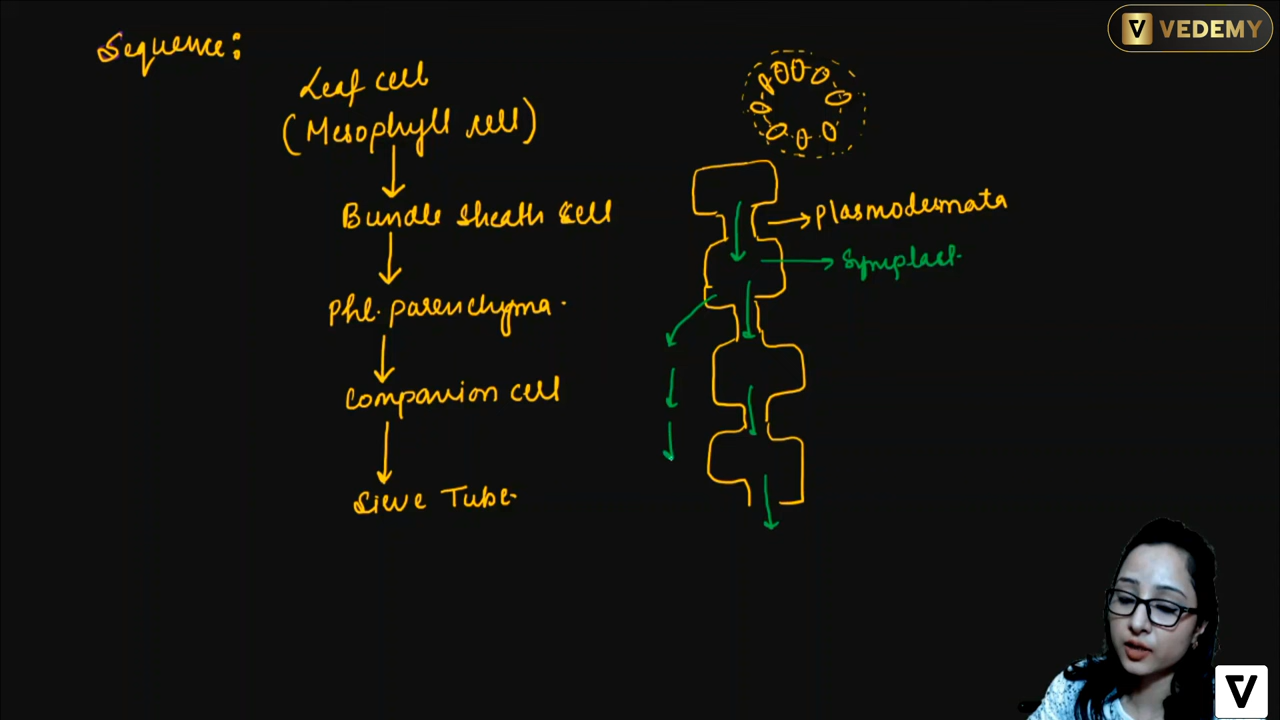 Sequence:
Leaf cell
(Mesophyll cell)
Bundle Sheath Cell
Phl. parenchyma.
Companion cell
Sieve Tube
Plasmodesmata
Symplast
VEDEMY